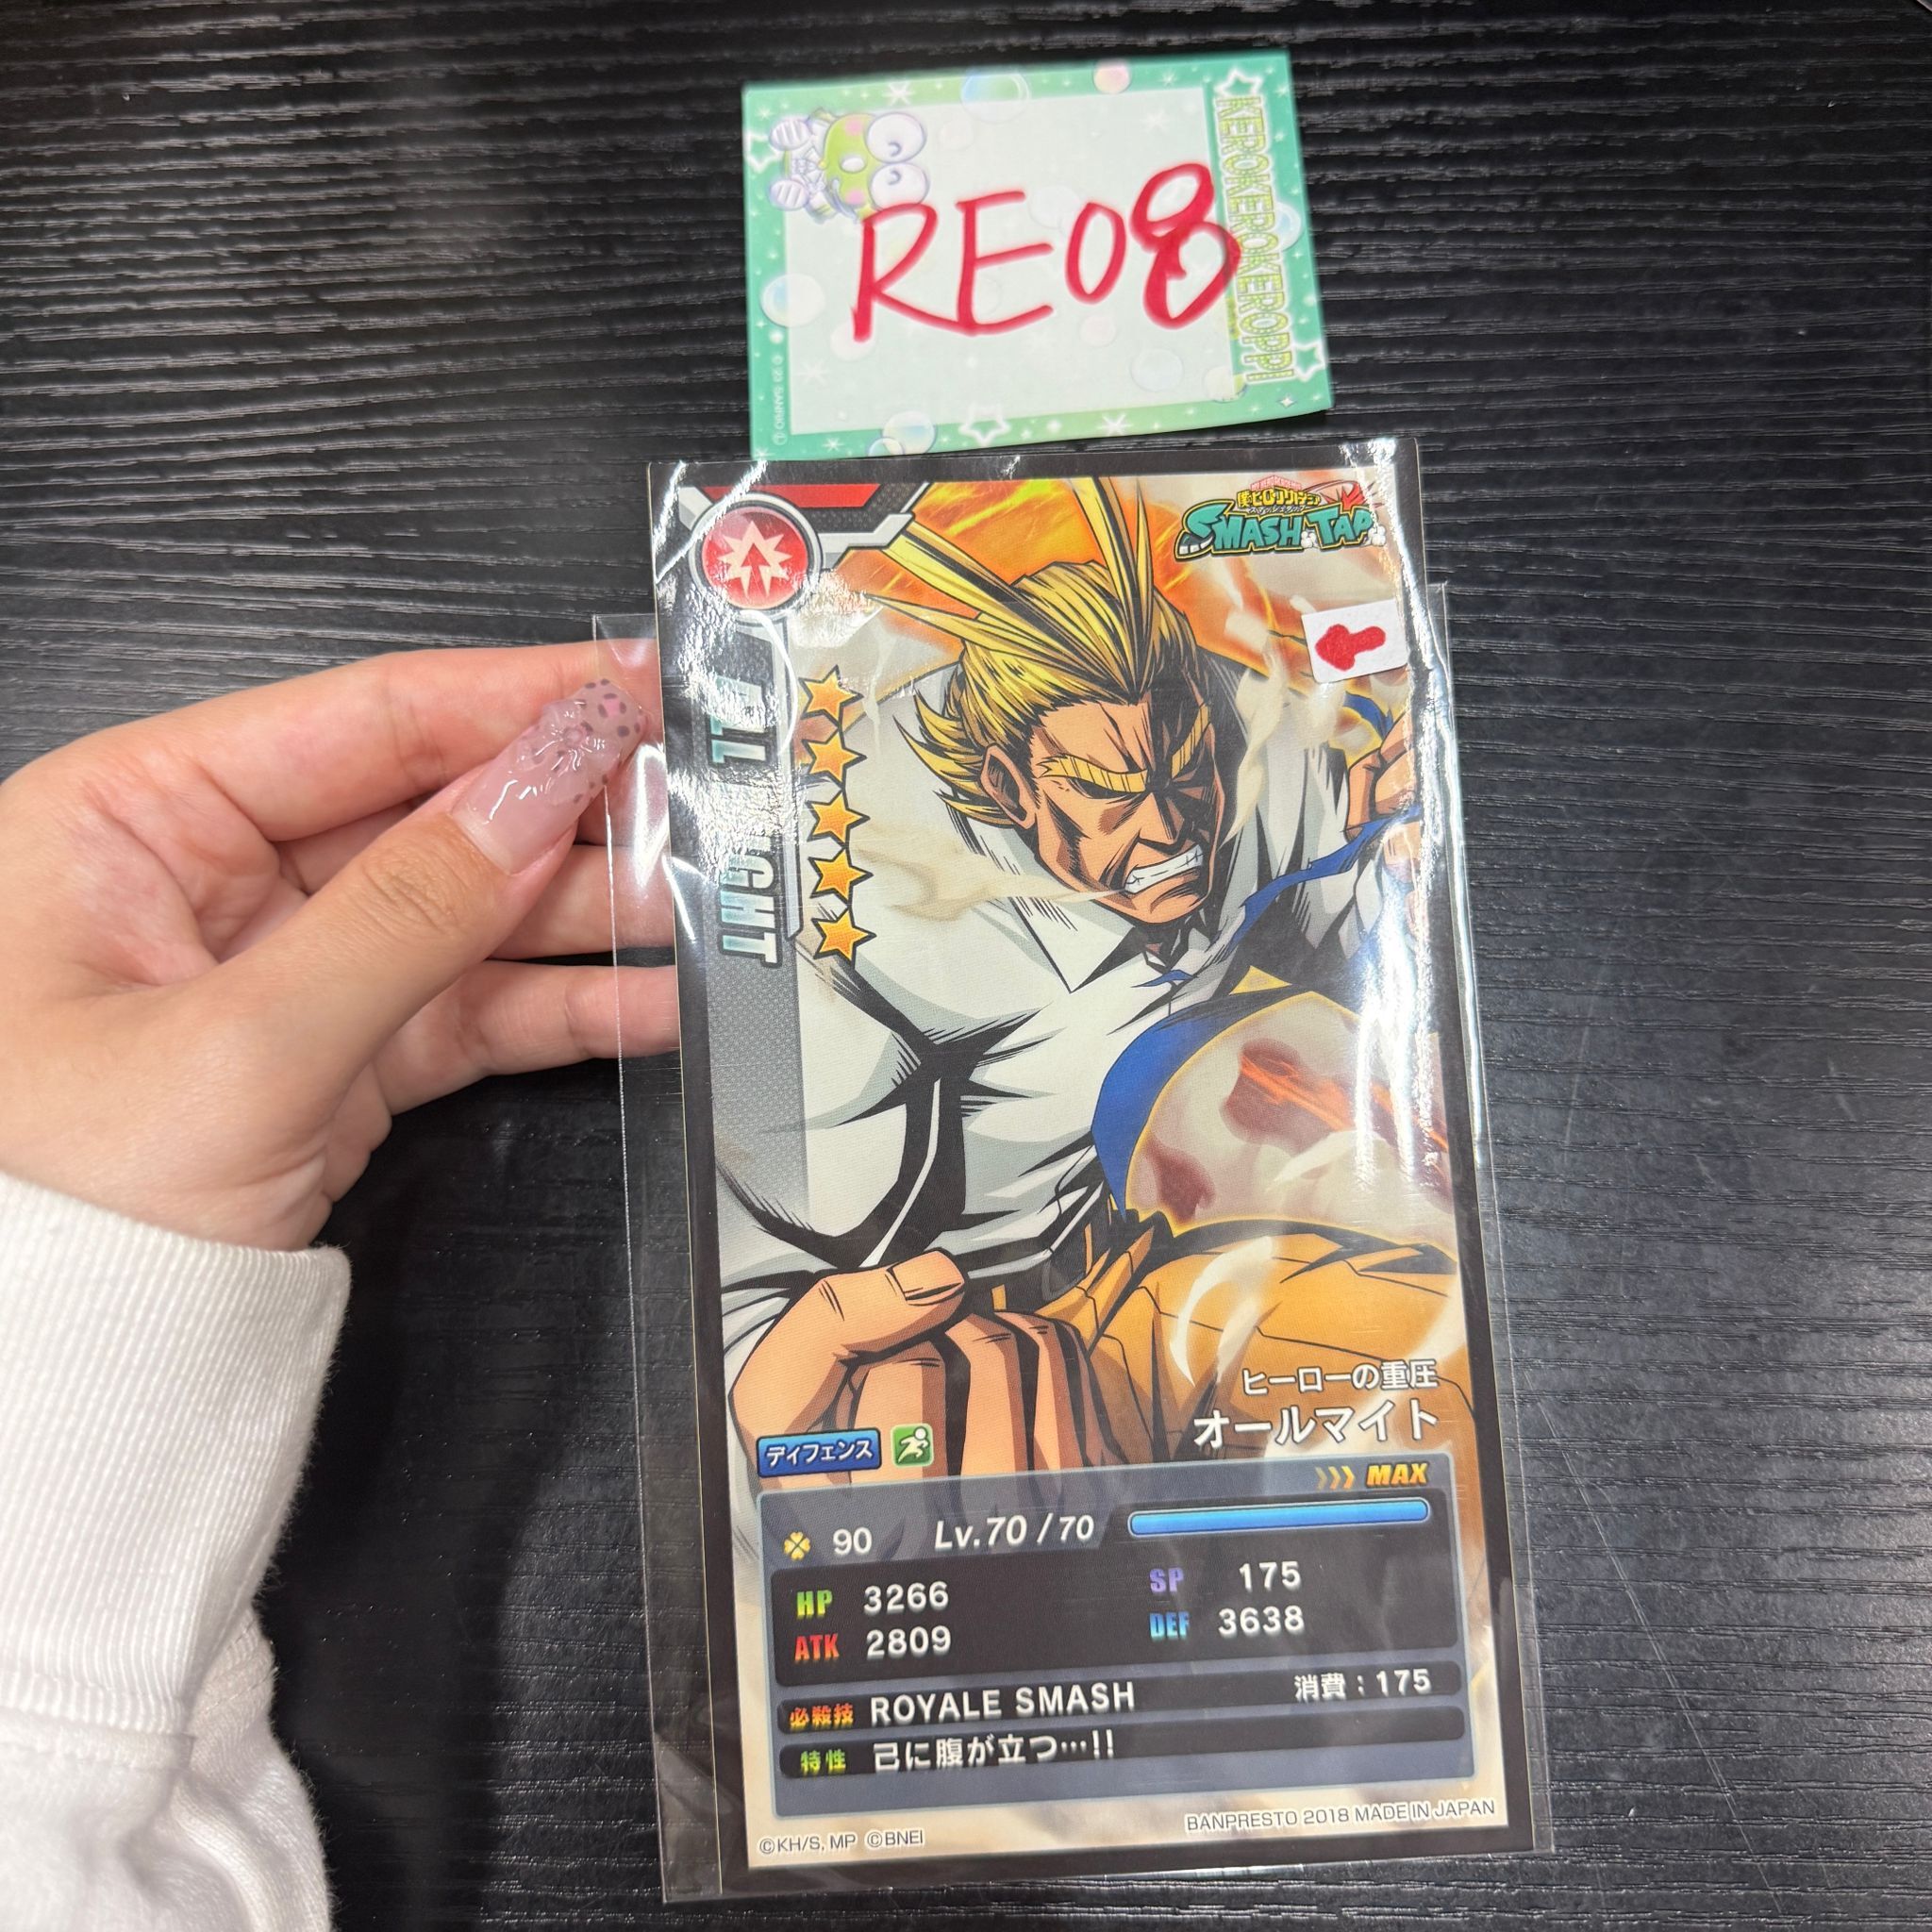 KEROKEROKEROPPI
RE08
僕のヒーローアカデミア
SMASH TAP
ヒーローの重圧
オールマイト
ディフェンス
MAX
90 Lv.70/70
HP 3266 SP 175
ATK 2809 DEF 3638
必殺技 ROYALE SMASH 消費:175
特性 己に腹が立つ…!!
BANPRESTO 2018 MADE IN JAPAN
©KH/S, MP ©BNEI